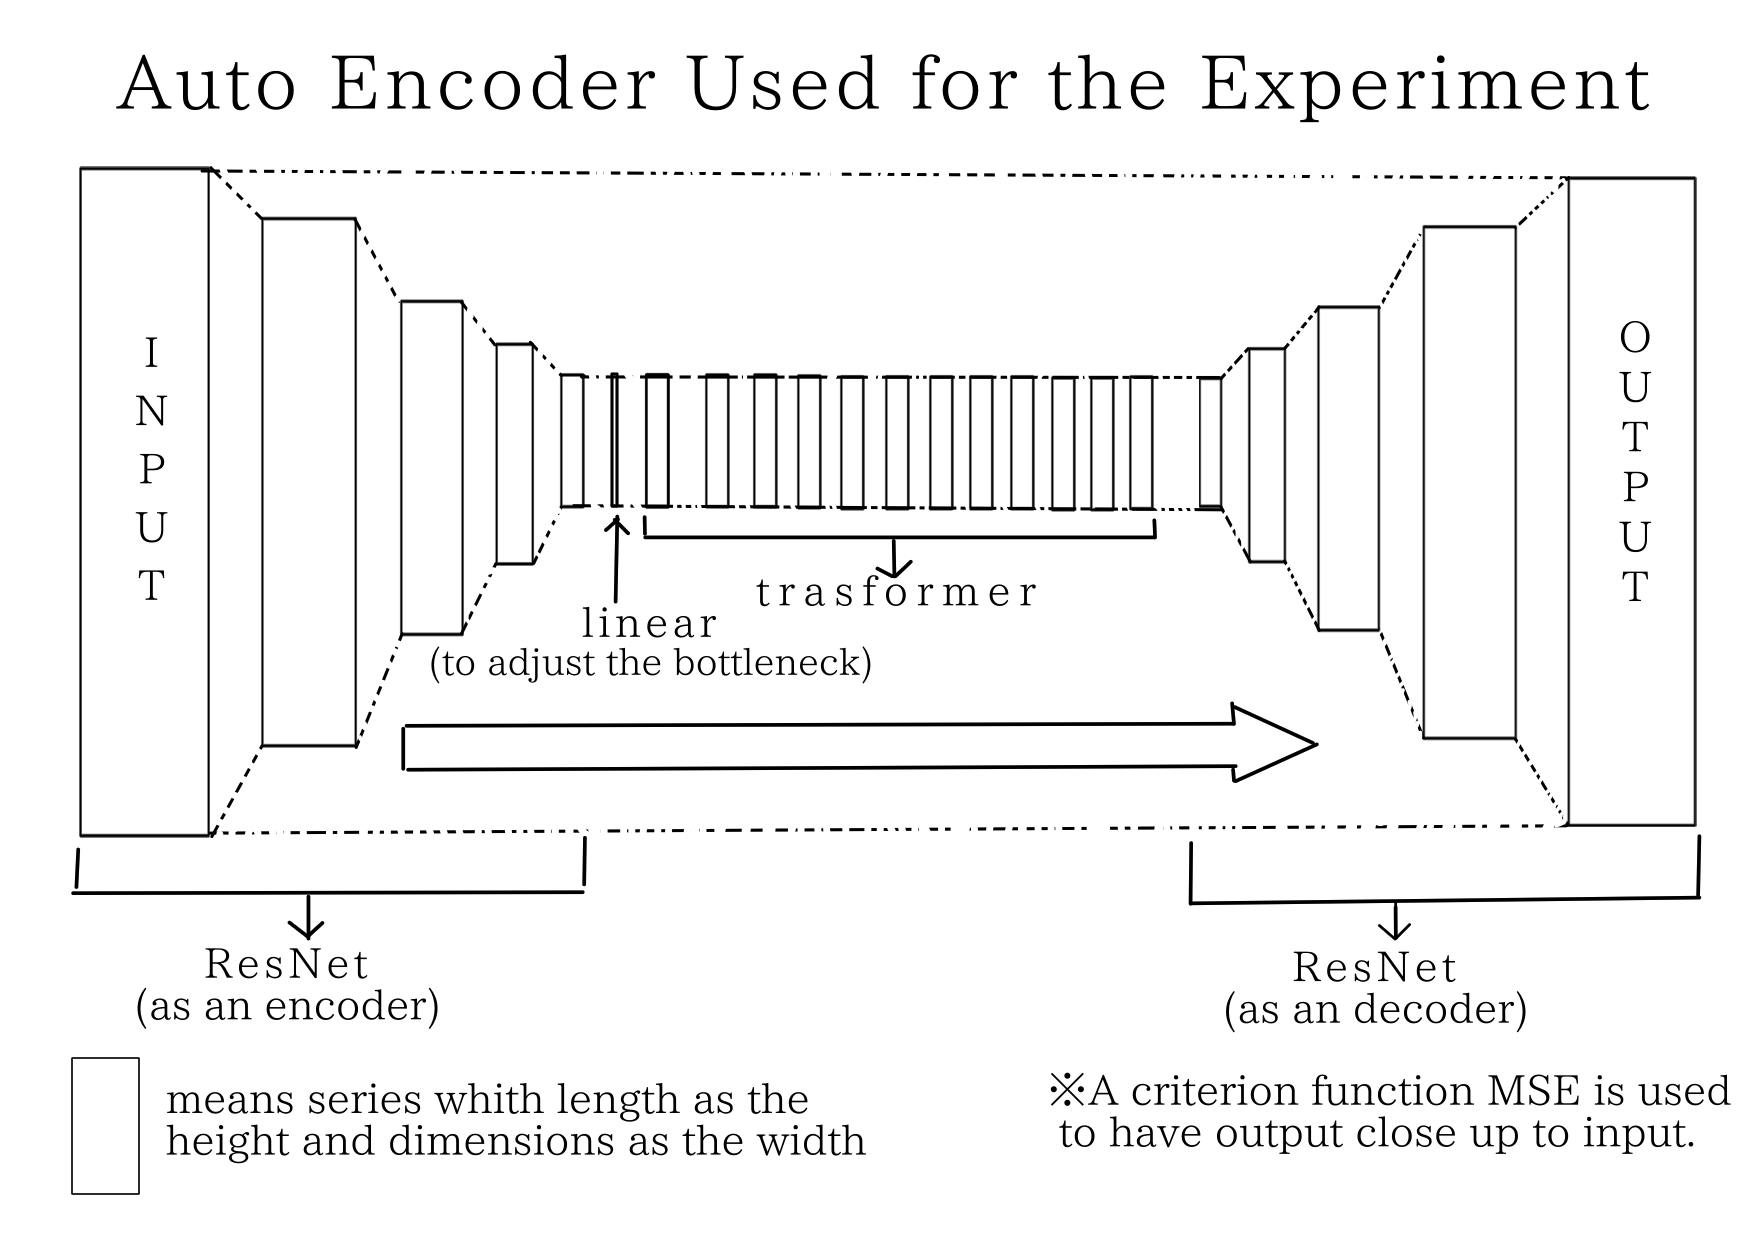 Auto Encoder Used for the Experiment
INPUT
OUTPUT
trasformer
linear
(to adjust the bottleneck)
ResNet
(as an encoder)
ResNet
(as an decoder)
means series whith length as the
height and dimensions as the width
※A criterion function MSE is used
to have output close up to input.